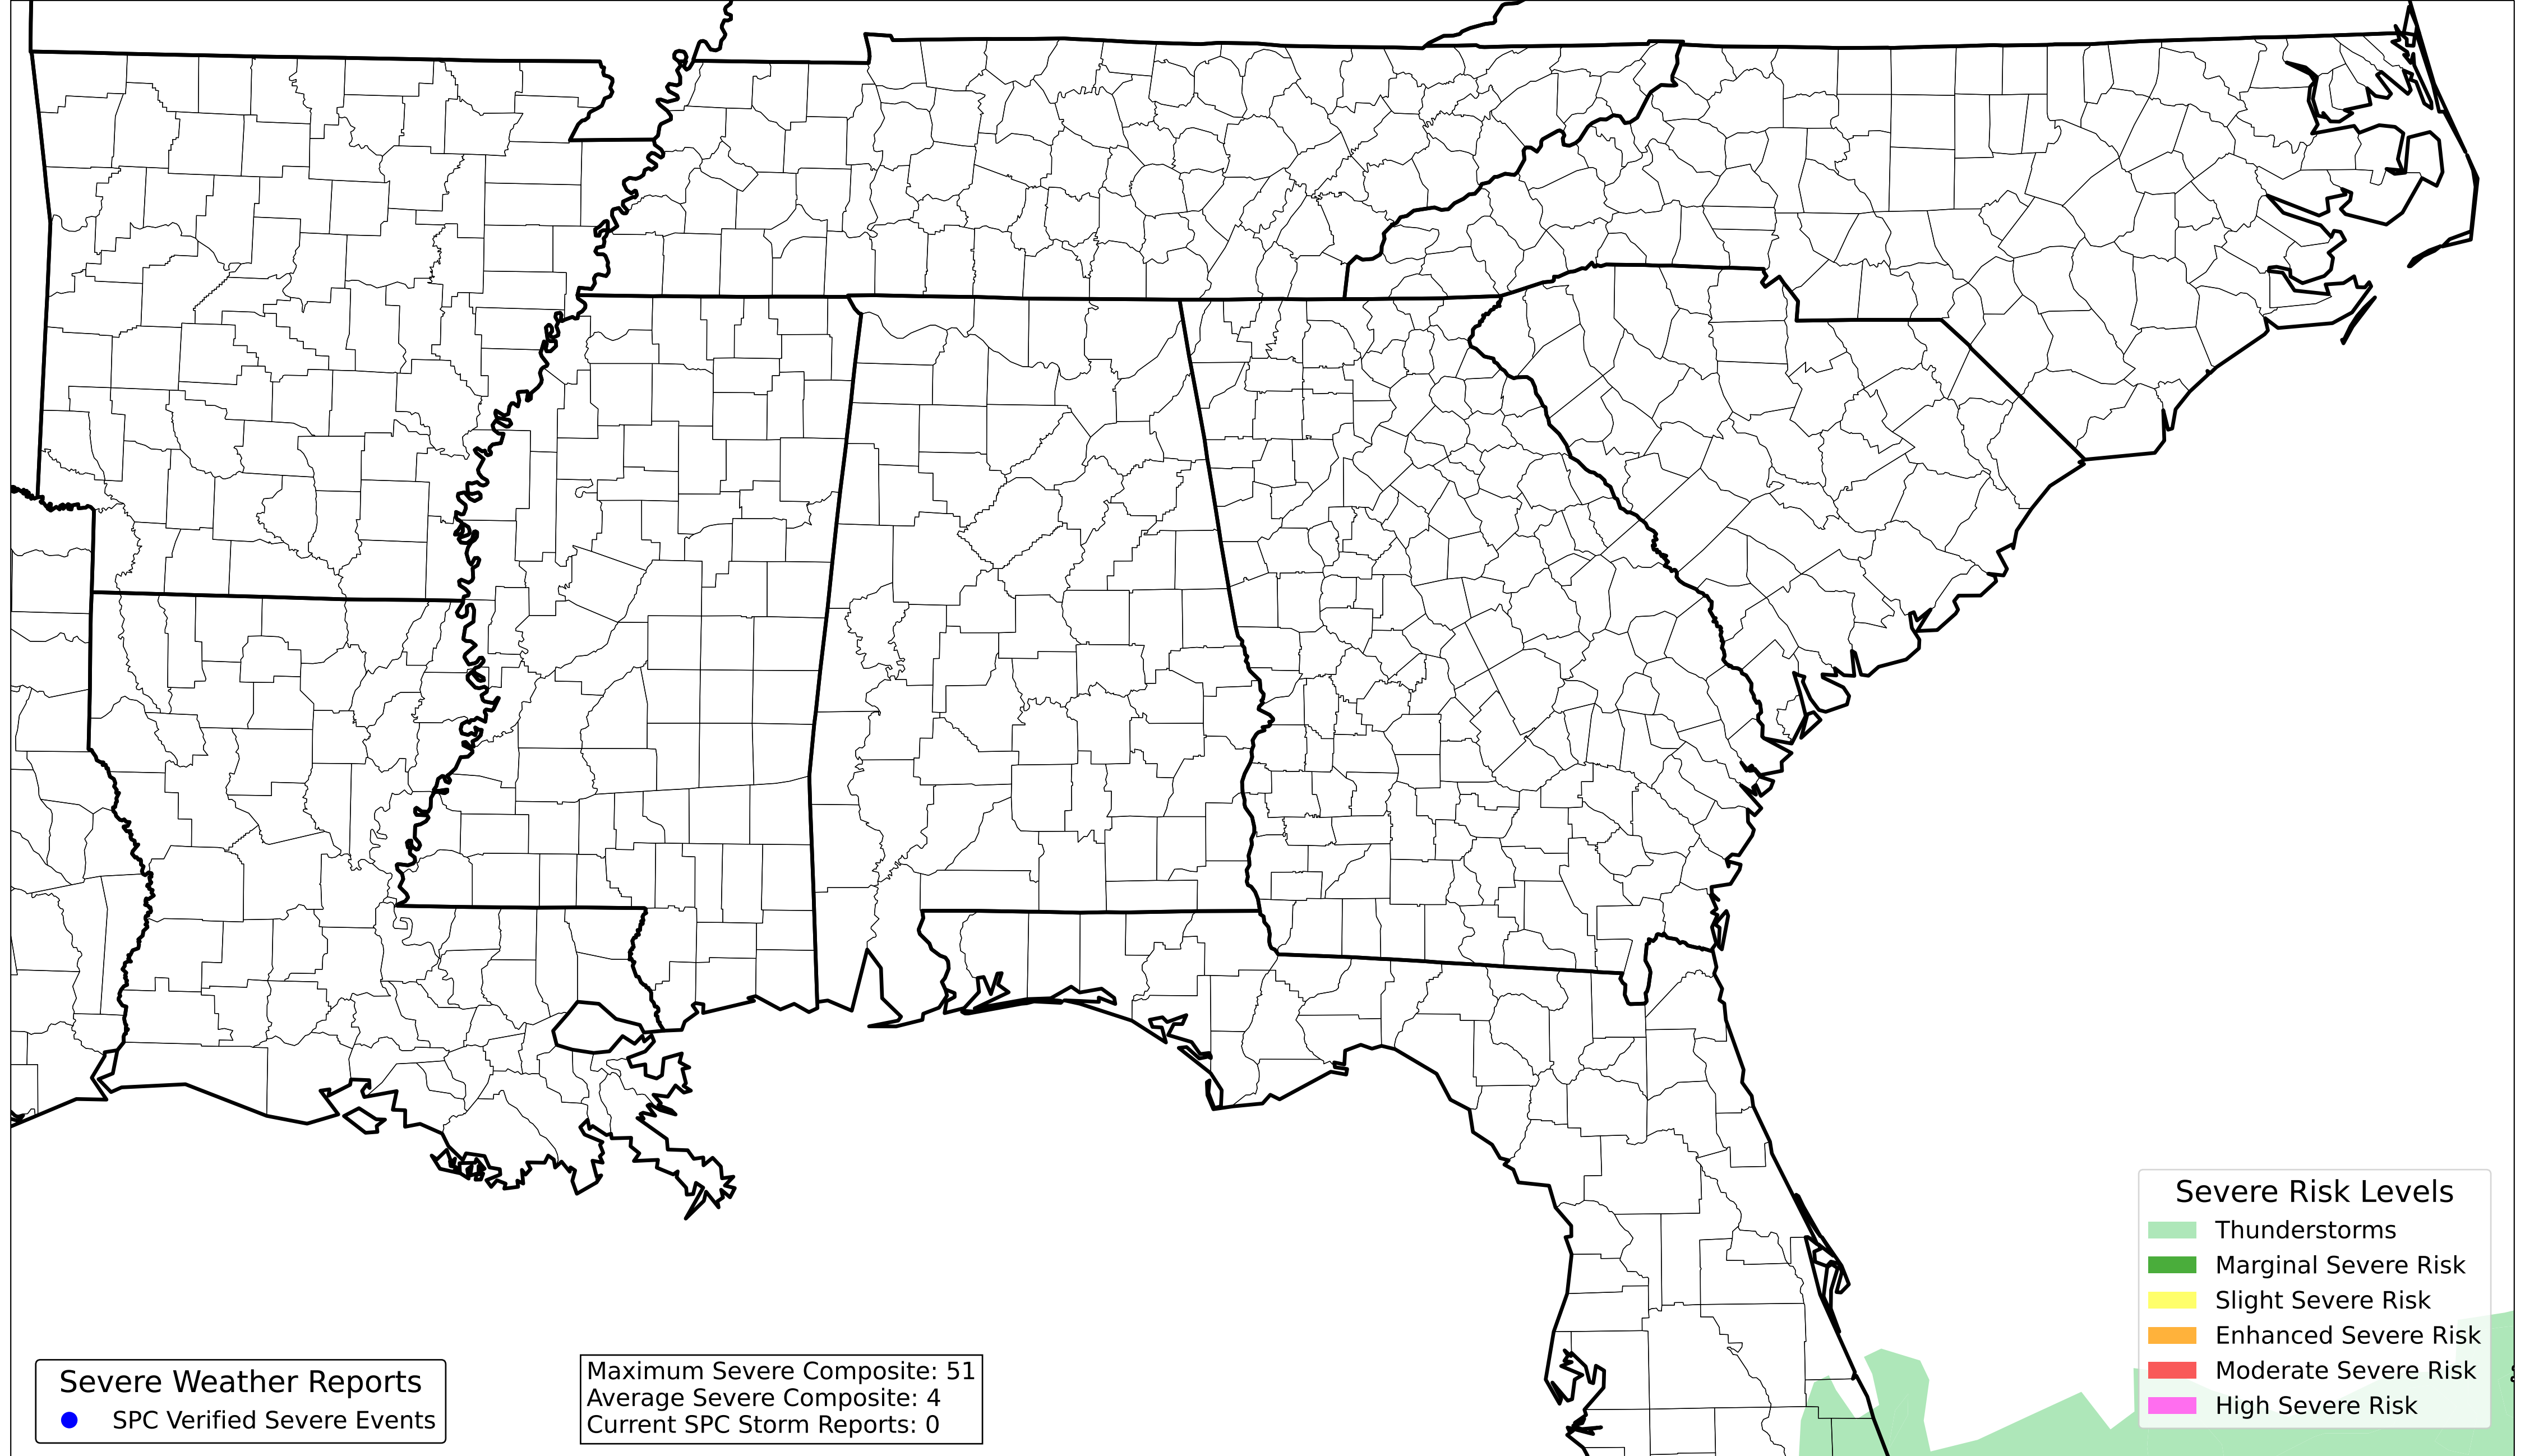 Severe Risk Levels
Thunderstorms
Marginal Severe Risk
Slight Severe Risk
Enhanced Severe Risk
Moderate Severe Risk
High Severe Risk
Severe Weather Reports
SPC Verified Severe Events
Maximum Severe Composite: 51
Average Severe Composite: 4
Current SPC Storm Reports: 0